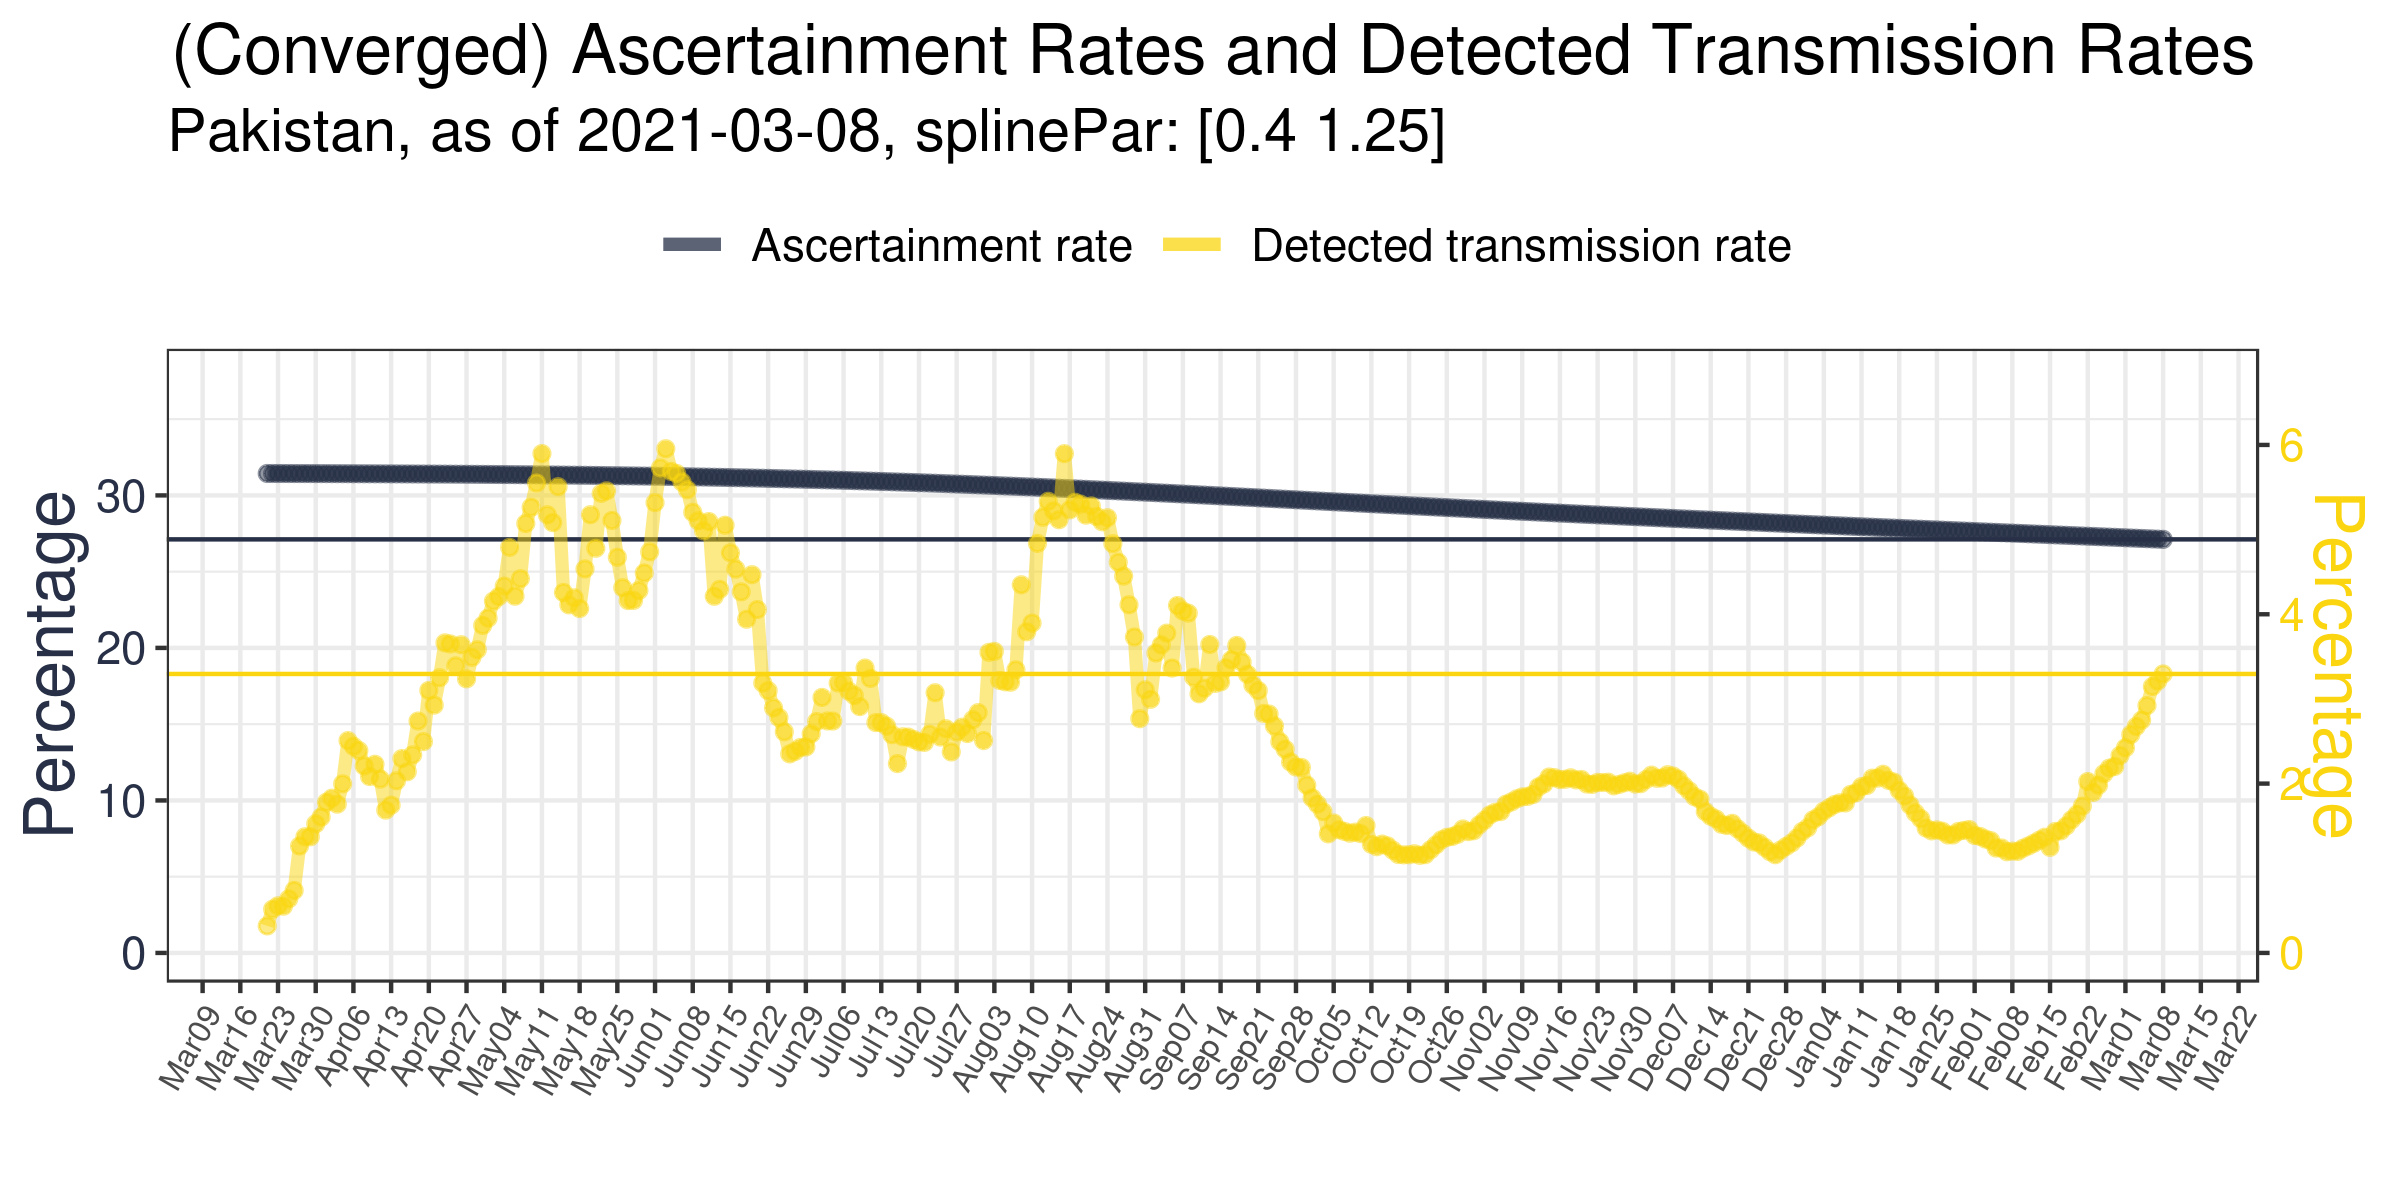 (Converged) Ascertainment Rates and Detected Transmission Rates
Pakistan, as of 2021-03-08, splinePar: [0.4 1.25]
Ascertainment rate Detected transmission rate
Percentage
30
20
10
0
6
4
2
0
Percentage
Mar09 Mar16 Mar23 Mar30 Apr06 Apr13 Apr20 Apr27 May04 May11 May18 May25 Jun01 Jun08 Jun15 Jun22 Jun29 Jul06 Jul13 Jul20 Jul27 Aug03 Aug10 Aug17 Aug24 Aug31 Sep07 Sep14 Sep21 Sep28 Oct05 Oct12 Oct19 Oct26 Nov02 Nov09 Nov16 Nov23 Nov30 Dec07 Dec14 Dec21 Dec28 Jan04 Jan11 Jan18 Jan25 Feb01 Feb08 Feb15 Feb22 Mar01 Mar08 Mar15 Mar22